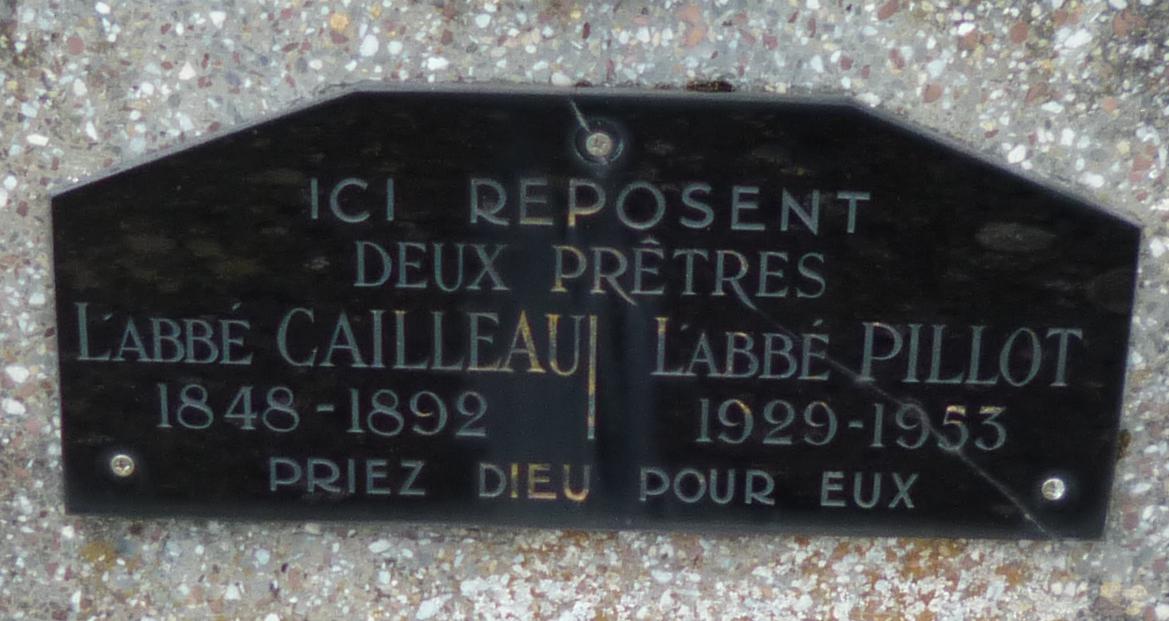 ICI REPOSENT
DEUX PRÊTRES
L'ABBÉ CAILLEAU | L'ABBÉ PILLOT
1848 - 1892 1929 - 1953
PRIEZ DIEU POUR EUX